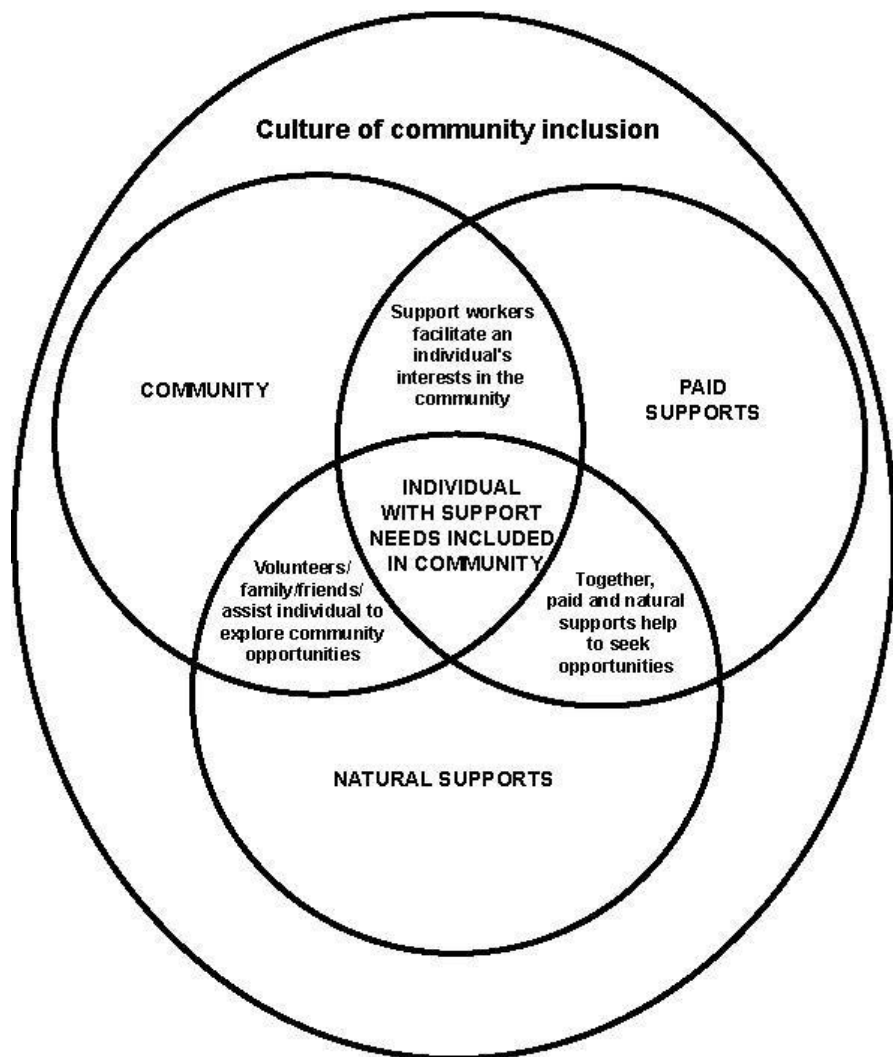 Culture of community inclusion
Support workers
facilitate an
individual's
interests in the
community
COMMUNITY
PAID
SUPPORTS
INDIVIDUAL
WITH SUPPORT
NEEDS INCLUDED
IN COMMUNITY
Volunteers/
family/friends/
assist individual to
explore community
opportunities
Together,
paid and natural
supports help
to seek
opportunities
NATURAL SUPPORTS